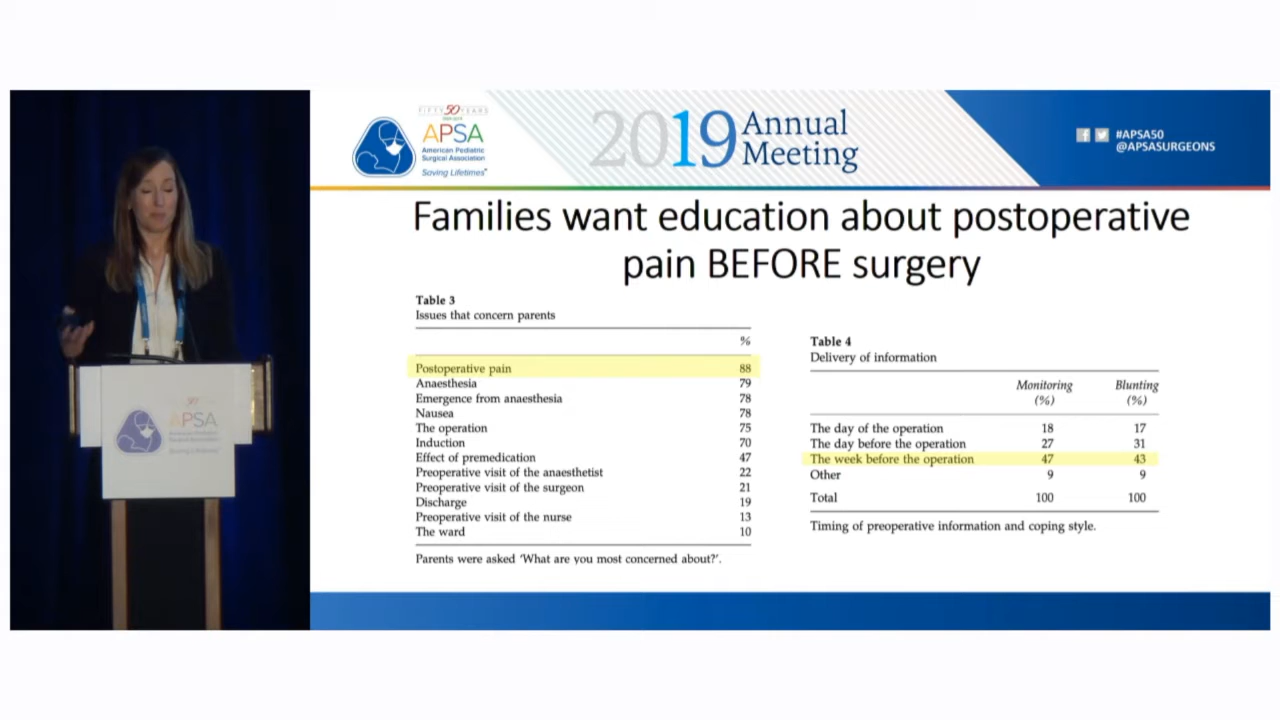 FIFTY 50 YEARS
APSA
American Pediatric
Surgical Association
Saving Lifetimes
2019 Annual
Meeting
#APSA50
@APSASURGEONS
Families want education about postoperative
pain BEFORE surgery
Table 3
Issues that concern parents
%
Postoperative pain 88
Anaesthesia 79
Emergence from anaesthesia 78
Nausea 78
The operation 75
Induction 70
Effect of premedication 47
Preoperative visit of the anaesthetist 22
Preoperative visit of the surgeon 21
Discharge 19
Preoperative visit of the nurse 13
The ward 10
Parents were asked 'What are you most concerned about?'.
Table 4
Delivery of information
Monitoring Blunting
(%) (%)
The day of the operation 18 17
The day before the operation 27 31
The week before the operation 47 43
Other 9 9
Total 100 100
Timing of preoperative information and coping style.
APSA